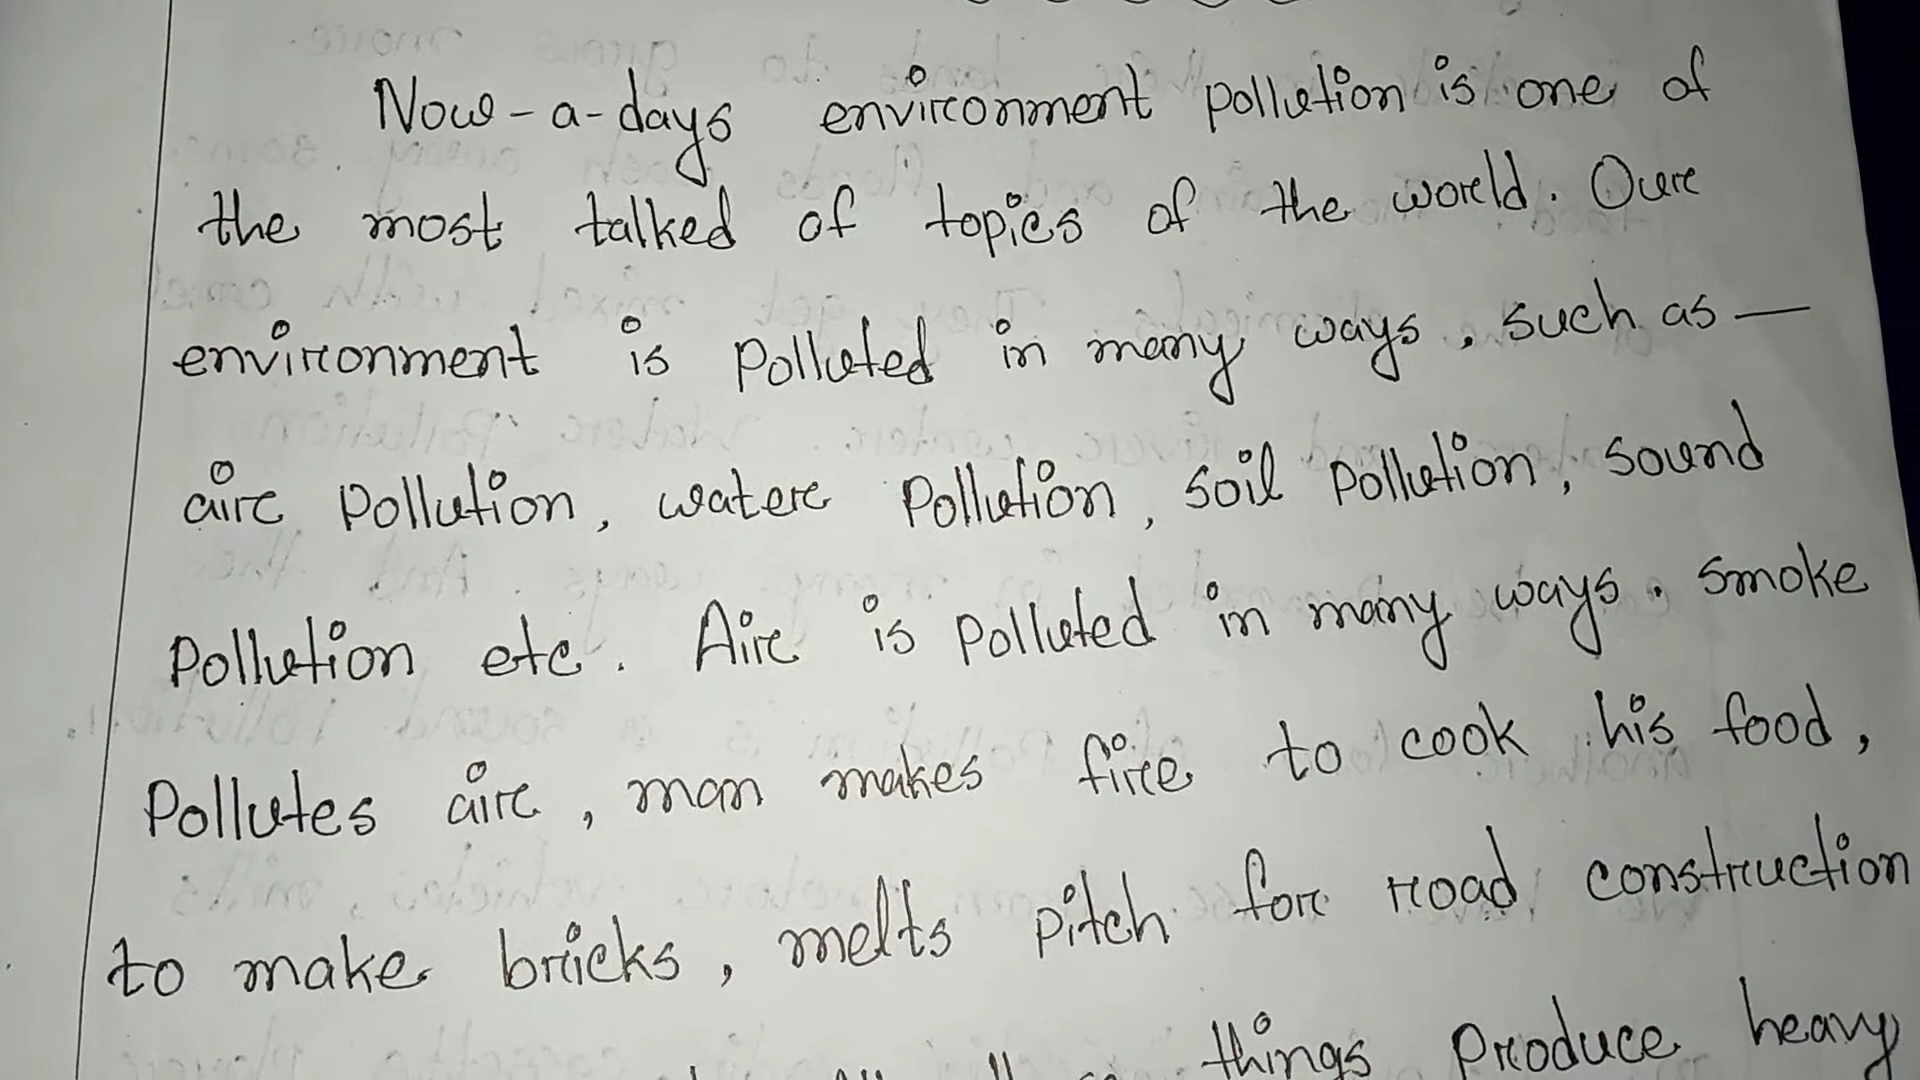 Now-a-days environment pollution is one of
the most talked of topics of the world. Our
environment is polluted in many ways, such as —
air pollution, water pollution, soil pollution, sound
pollution etc. Air is polluted in many ways. Smoke
pollutes air, man makes fire to cook his food,
to make bricks, melts pitch for road construction
things produce heavy